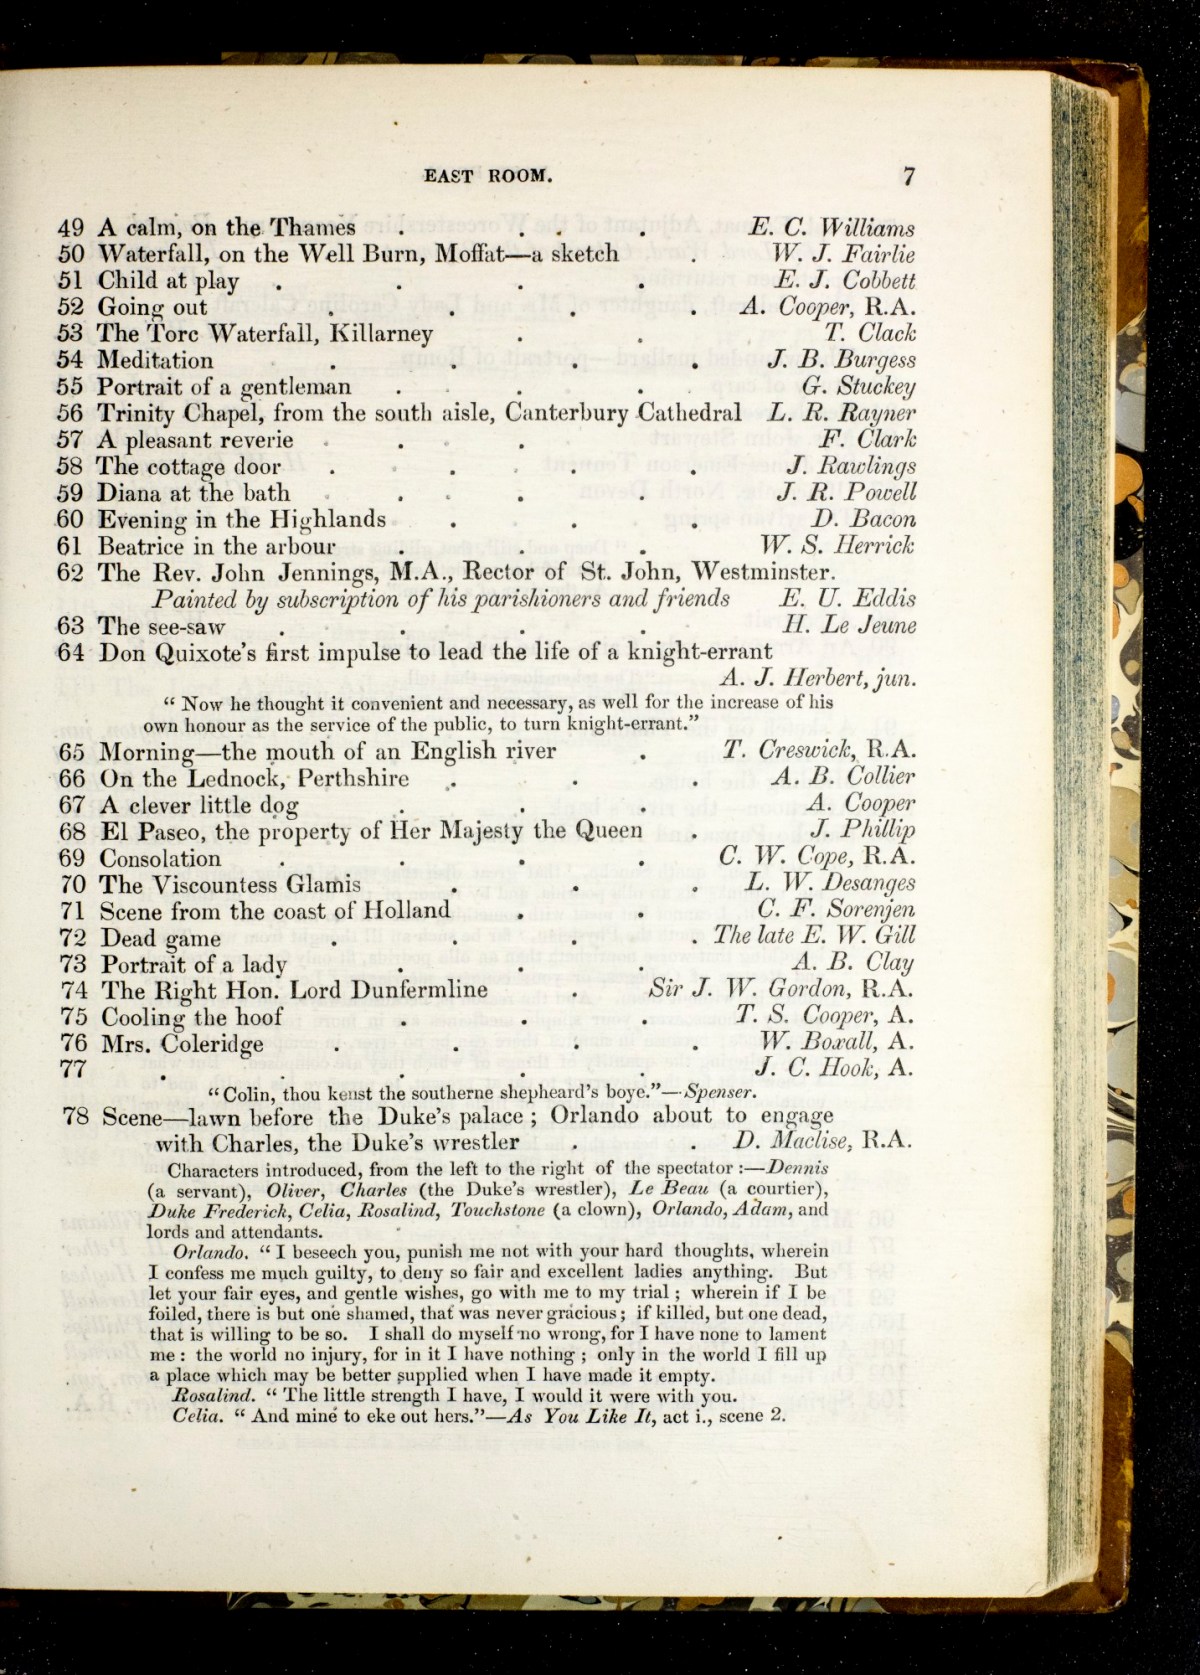 EAST ROOM. 7
49 A calm, on the Thames . . . . E. C. Williams
50 Waterfall, on the Well Burn, Moffat—a sketch . W. J. Fairlie
51 Child at play . . . . E. J. Cobbett
52 Going out . . . . A. Cooper, R.A.
53 The Torc Waterfall, Killarney . . T. Clack
54 Meditation . . . . J. B. Burgess
55 Portrait of a gentleman . . . G. Stuckey
56 Trinity Chapel, from the south aisle, Canterbury Cathedral L. R. Rayner
57 A pleasant reverie . . . F. Clark
58 The cottage door . . . . J. Rawlings
59 Diana at the bath . . . J. R. Powell
60 Evening in the Highlands . . . D. Bacon
61 Beatrice in the arbour . . . W. S. Herrick
62 The Rev. John Jennings, M.A., Rector of St. John, Westminster.
Painted by subscription of his parishioners and friends E. U. Eddis
63 The see-saw . . . . H. Le Jeune
64 Don Quixote's first impulse to lead the life of a knight-errant
A. J. Herbert, jun.
“ Now he thought it convenient and necessary, as well for the increase of his
own honour as the service of the public, to turn knight-errant.”
65 Morning—the mouth of an English river . T. Creswick, R.A.
66 On the Lednock, Perthshire . . . A. B. Collier
67 A clever little dog . . . A. Cooper
68 El Paseo, the property of Her Majesty the Queen . J. Phillip
69 Consolation . . . . C. W. Cope, R.A.
70 The Viscountess Glamis . . . L. W. Desanges
71 Scene from the coast of Holland . . C. F. Sorenjen
72 Dead game . . . . The late E. W. Gill
73 Portrait of a lady . . . A. B. Clay
74 The Right Hon. Lord Dunfermline . Sir J. W. Gordon, R.A.
75 Cooling the hoof . . . T. S. Cooper, A.
76 Mrs. Coleridge . . . . W. Boxall, A.
77 . . . . . J. C. Hook, A.
“Colin, thou kenst the southerne shepheard's boye.”—Spenser.
78 Scene—lawn before the Duke's palace ; Orlando about to engage
with Charles, the Duke's wrestler . . D. Maclise, R.A.
Characters introduced, from the left to the right of the spectator :—Dennis
(a servant), Oliver, Charles (the Duke's wrestler), Le Beau (a courtier),
Duke Frederick, Celia, Rosalind, Touchstone (a clown), Orlando, Adam, and
lords and attendants.
Orlando. “ I beseech you, punish me not with your hard thoughts, wherein
I confess me much guilty, to deny so fair and excellent ladies anything. But
let your fair eyes, and gentle wishes, go with me to my trial ; wherein if I be
foiled, there is but one shamed, that was never gracious ; if killed, but one dead,
that is willing to be so. I shall do myself no wrong, for I have none to lament
me : the world no injury, for in it I have nothing ; only in the world I fill up
a place which may be better supplied when I have made it empty.
Rosalind. “ The little strength I have, I would it were with you.
Celia. “ And mine to eke out hers.”—As You Like It, act i., scene 2.